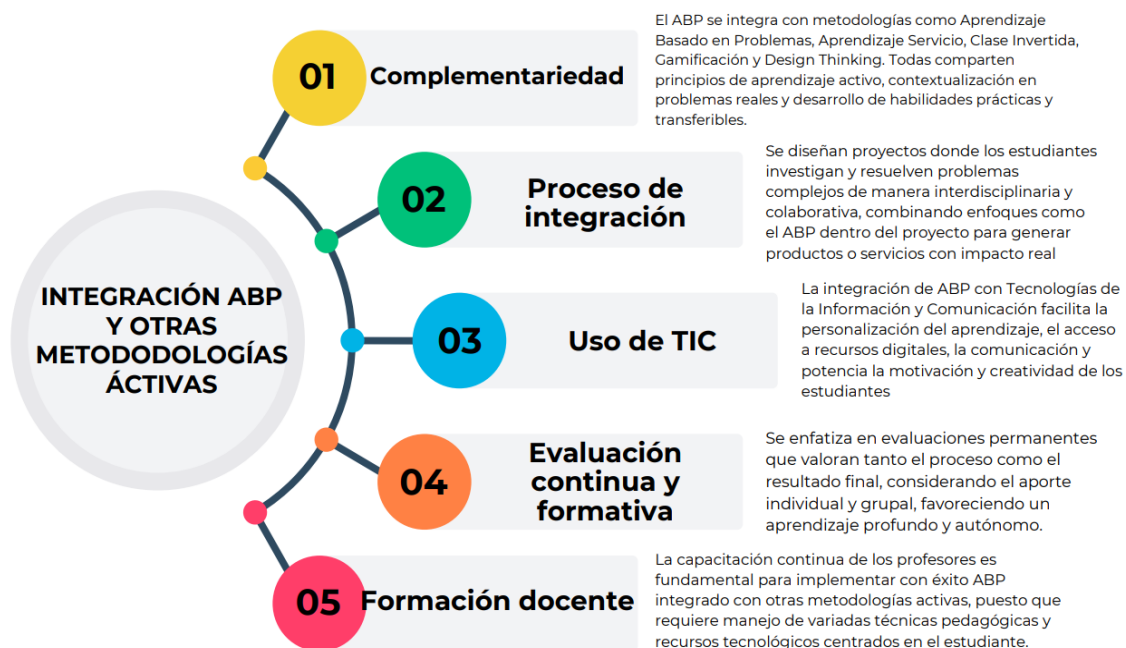 INTEGRACIÓN ABP
Y OTRAS
METODODOLOGÍAS
ÁCTIVAS
01
Complementariedad
El ABP se integra con metodologías como Aprendizaje
Basado en Problemas, Aprendizaje Servicio, Clase Invertida,
Gamificación y Design Thinking. Todas comparten
principios de aprendizaje activo, contextualización en
problemas reales y desarrollo de habilidades prácticas y
transferibles.
02
Proceso de
integración
Se diseñan proyectos donde los estudiantes
investigan y resuelven problemas
complejos de manera interdisciplinaria y
colaborativa, combinando enfoques como
el ABP dentro del proyecto para generar
productos o servicios con impacto real
03
Uso de TIC
La integración de ABP con Tecnologías de
la Información y Comunicación facilita la
personalización del aprendizaje, el acceso
a recursos digitales, la comunicación y
potencia la motivación y creatividad de los
estudiantes
04
Evaluación
continua y
formativa
Se enfatiza en evaluaciones permanentes
que valoran tanto el proceso como el
resultado final, considerando el aporte
individual y grupal, favoreciendo un
aprendizaje profundo y autónomo.
05
Formación docente
La capacitación continua de los profesores es
fundamental para implementar con éxito ABP
integrado con otras metodologías activas, puesto que
requiere manejo de variadas técnicas pedagógicas y
recursos tecnológicos centrados en el estudiante.